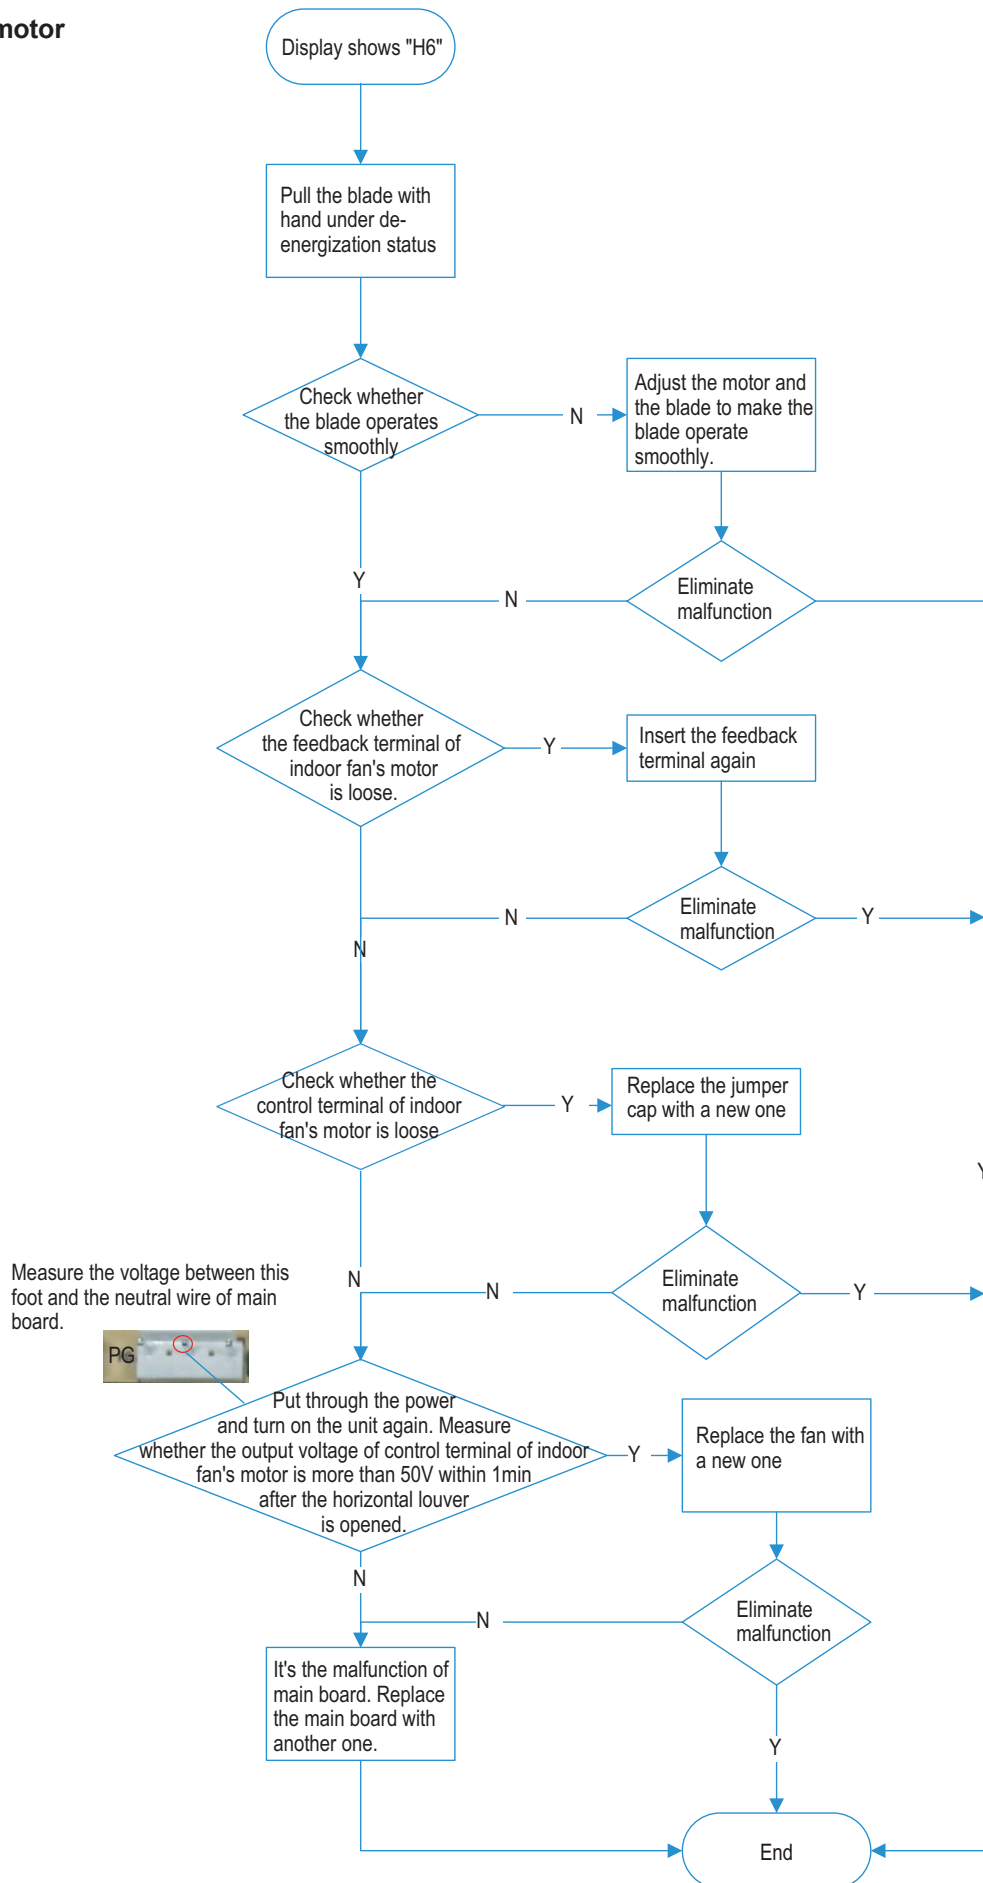 motor
Display shows "H6"
Pull the blade with
hand under de-
energization status
Check whether
the blade operates
smoothly
N
Adjust the motor and
the blade to make the
blade operate
smoothly.
Y
N
Eliminate
malfunction
Check whether
the feedback terminal of
indoor fan's motor
is loose.
Y
Insert the feedback
terminal again
N
N
Eliminate
malfunction
Y
Check whether the
control terminal of indoor
fan's motor is loose
Y
Replace the jumper
cap with a new one
Y
Measure the voltage between this
foot and the neutral wire of main
board.
PG
N
N
Eliminate
malfunction
Y
Put through the power
and turn on the unit again. Measure
whether the output voltage of control terminal of indoor
fan's motor is more than 50V within 1min
after the horizontal louver
is opened.
Y
Replace the fan with
a new one
N
N
Eliminate
malfunction
It's the malfunction of
main board. Replace
the main board with
another one.
Y
End